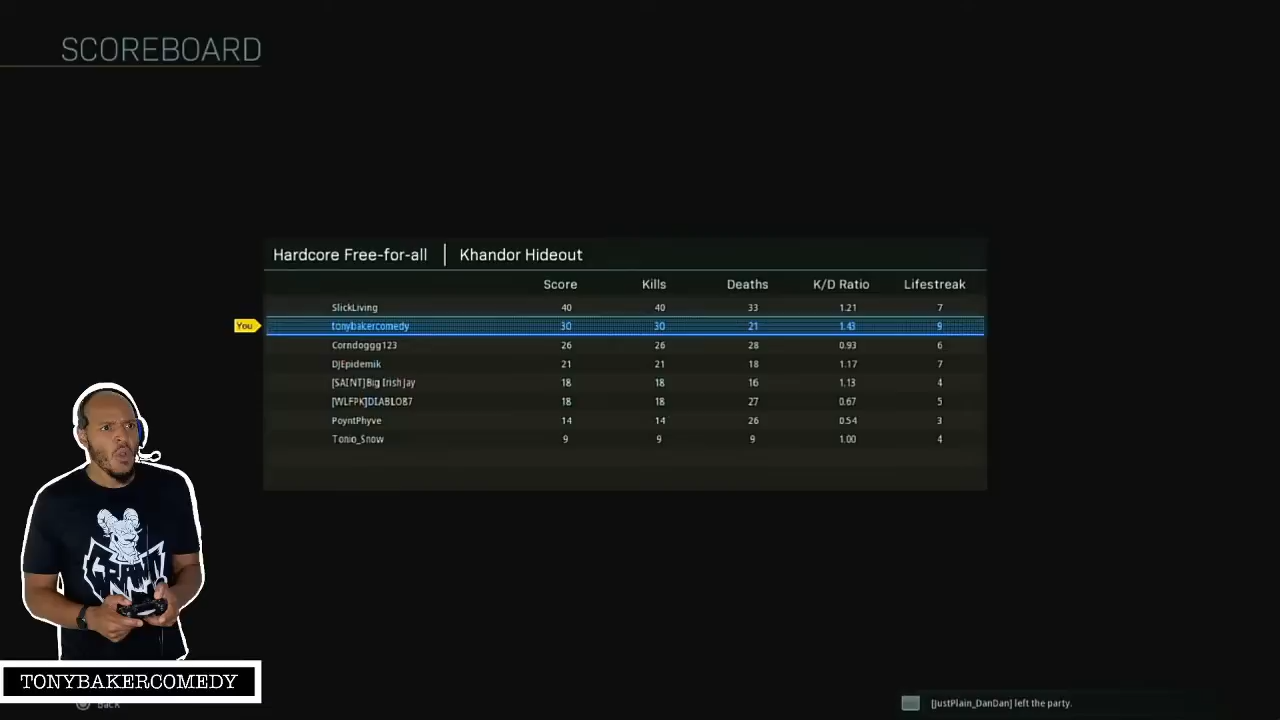 SCOREBOARD
Hardcore Free-for-all | Khandor Hideout
Score Kills Deaths K/D Ratio Lifestreak
SlickLiving 40 40 33 1.21 7
You tonybakercomedy 30 30 21 1.43 9
Corndoggg123 26 26 28 0.93 6
DJEpidemik 21 21 18 1.17 7
[SAINT]Big Irish Jay 18 18 16 1.13 4
[WLFPK]DIABLO87 18 18 27 0.67 5
PoyntPhyve 14 14 26 0.54 3
Tonio_Snow 9 9 9 1.00 4
GRAMS
TONYBAKERCOMEDY
Back
[JustPlain_DanDan] left the party.